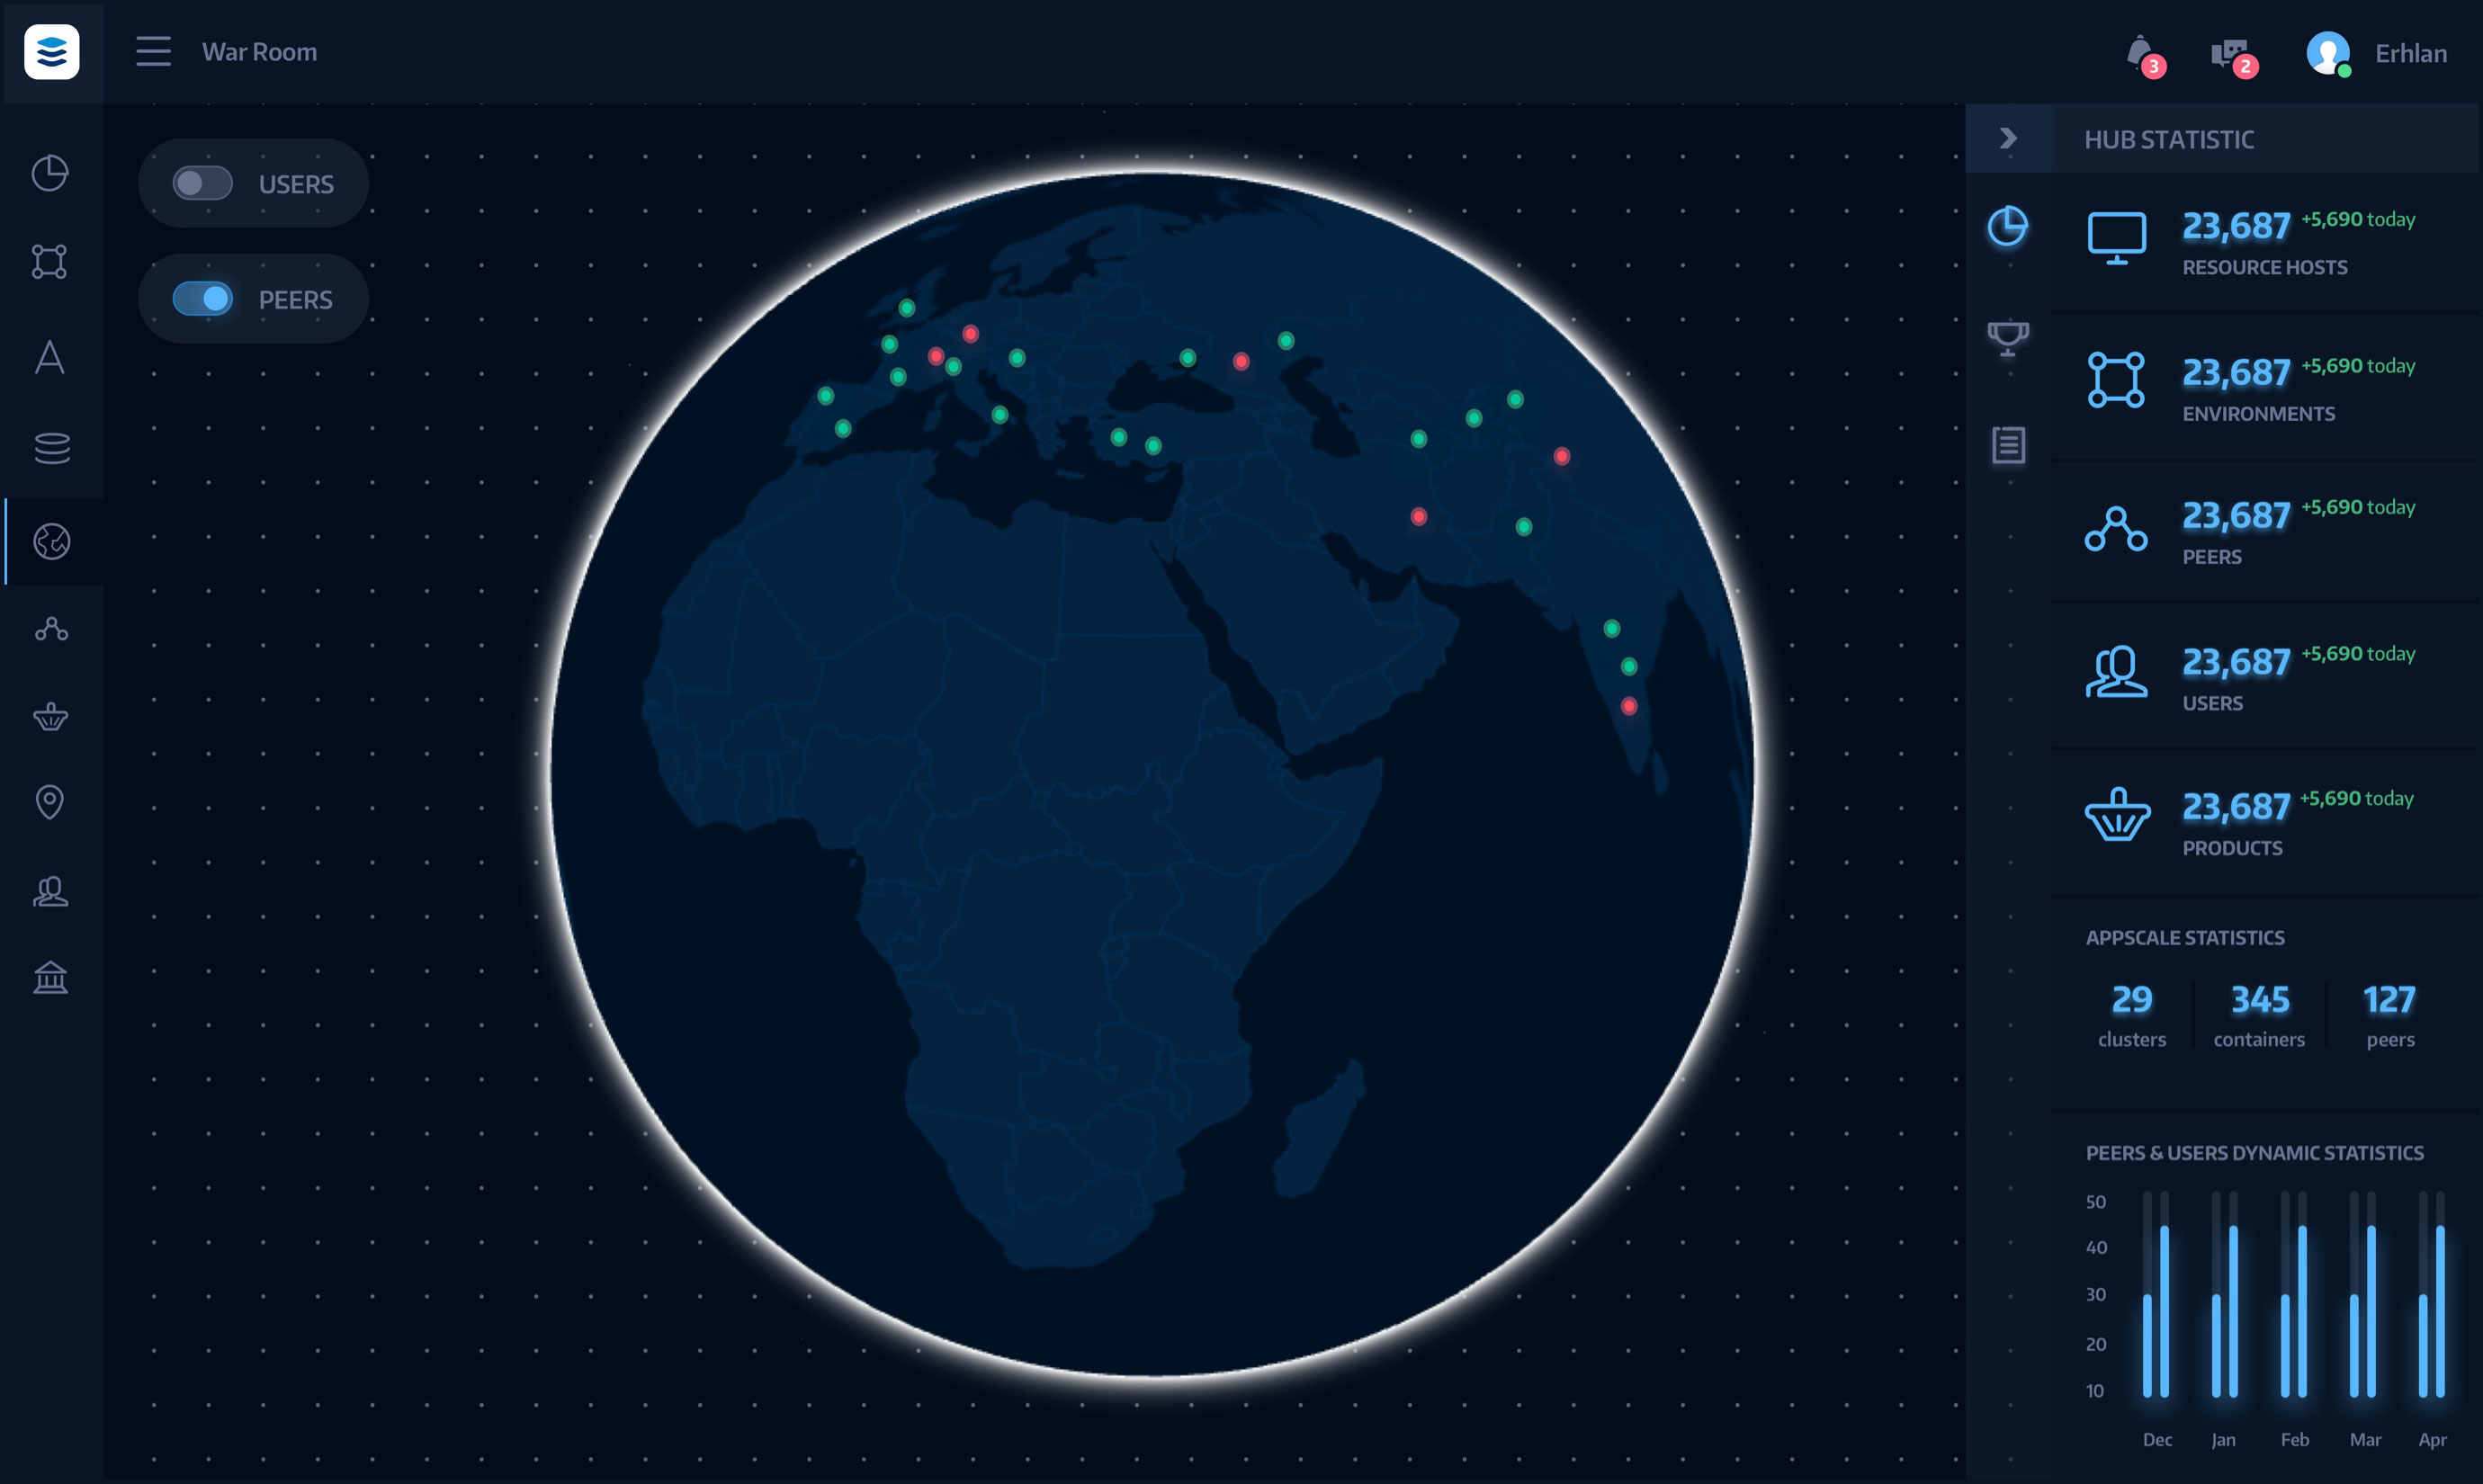 War Room
3
2
Erhlan
USERS
PEERS
HUB STATISTIC
23,687 +5,690 today
RESOURCE HOSTS
23,687 +5,690 today
ENVIRONMENTS
23,687 +5,690 today
PEERS
23,687 +5,690 today
USERS
23,687 +5,690 today
PRODUCTS
APPSCALE STATISTICS
29 345 127
clusters containers peers
PEERS & USERS DYNAMIC STATISTICS
50
40
30
20
10
Dec Jan Feb Mar Apr